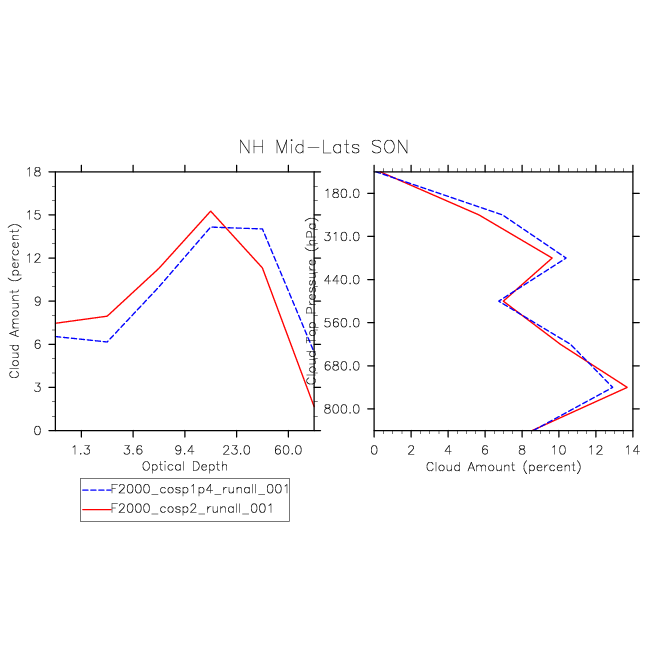 NH Mid-Lats SON
18
15
12
9
6
3
0
Cloud Amount (percent)
1.3 3.6 9.4 23.0 60.0
Optical Depth
Cloud Top Pressure (hPa)
180.0
310.0
440.0
560.0
680.0
800.0
0 2 4 6 8 10 12 14
Cloud Amount (percent)
F2000_cosp1p4_runall_001
F2000_cosp2_runall_001